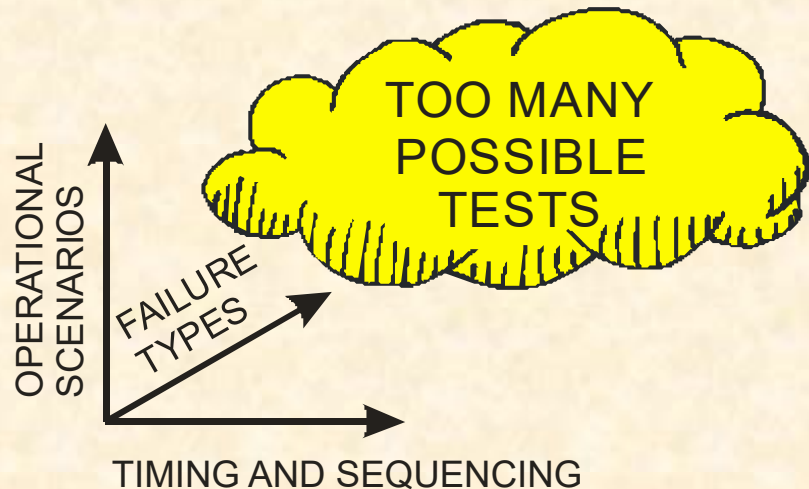 TOO MANY
POSSIBLE
TESTS
OPERATIONAL
SCENARIOS
FAILURE
TYPES
TIMING AND SEQUENCING